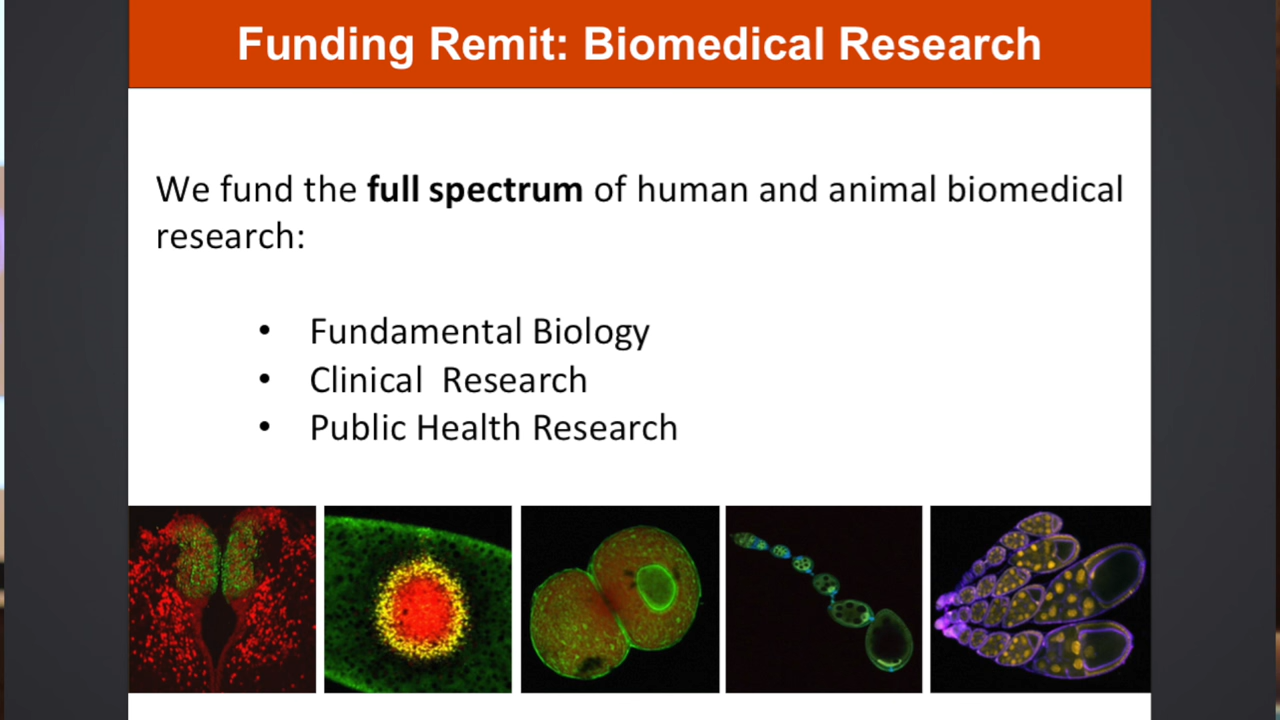 Funding Remit: Biomedical Research
We fund the full spectrum of human and animal biomedical
research:
• Fundamental Biology
• Clinical  Research
• Public Health Research